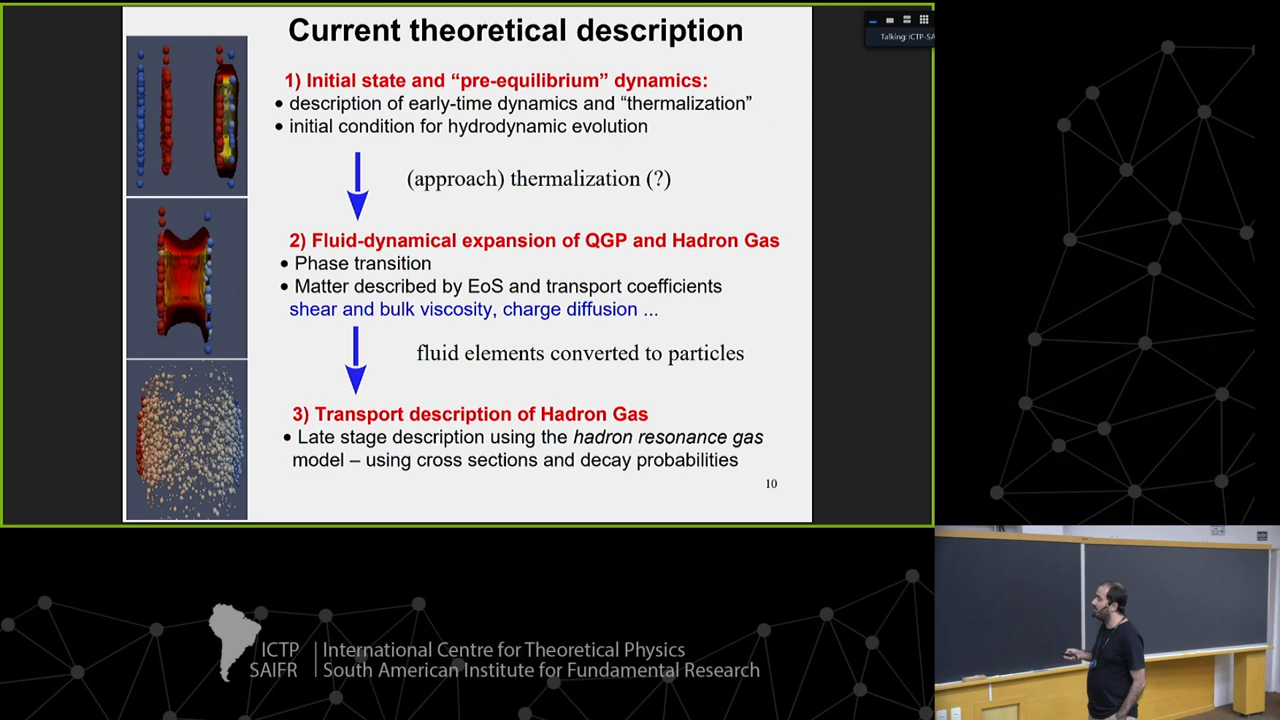 Current theoretical description
Talking: ICTP-SA
1) Initial state and “pre-equilibrium” dynamics:
• description of early-time dynamics and “thermalization”
• initial condition for hydrodynamic evolution
(approach) thermalization (?)
2) Fluid-dynamical expansion of QGP and Hadron Gas
• Phase transition
• Matter described by EoS and transport coefficients
shear and bulk viscosity, charge diffusion ...
fluid elements converted to particles
3) Transport description of Hadron Gas
• Late stage description using the hadron resonance gas
model – using cross sections and decay probabilities
10
ICTP
SAIFR
International Centre for Theoretical Physics
South American Institute for Fundamental Research